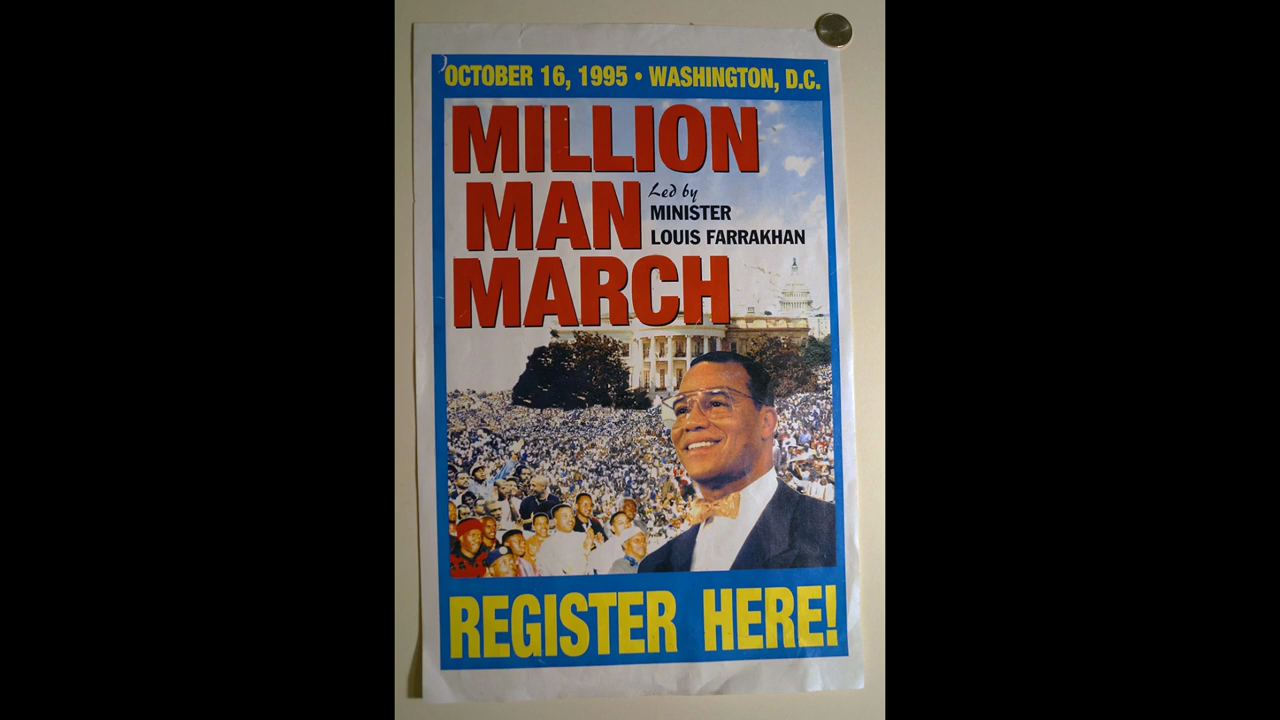 OCTOBER 16, 1995 • WASHINGTON, D.C.
MILLION
MAN
Led by
MINISTER
LOUIS FARRAKHAN
MARCH
REGISTER HERE!